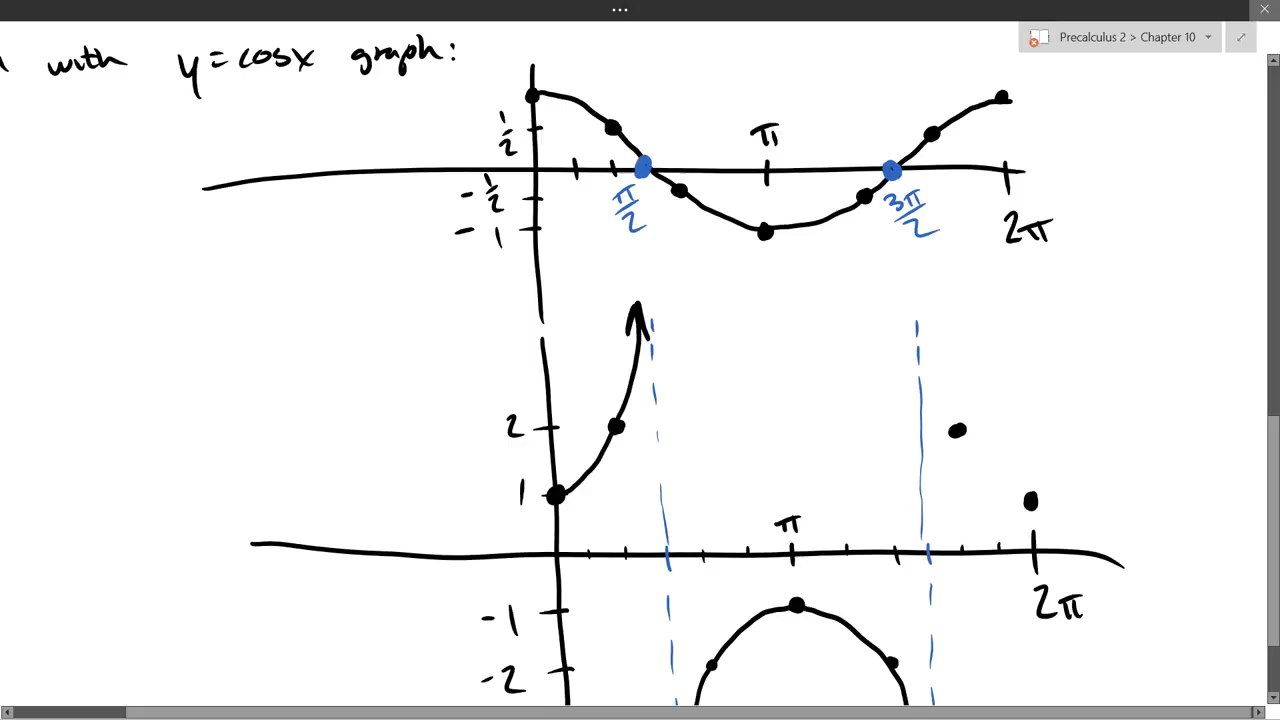 with y = cosx graph:
Precalculus 2 > Chapter 10
π
1/2
-1/2
π/2
3π/2
-1
2π
2
1
π
2π
-1
-2